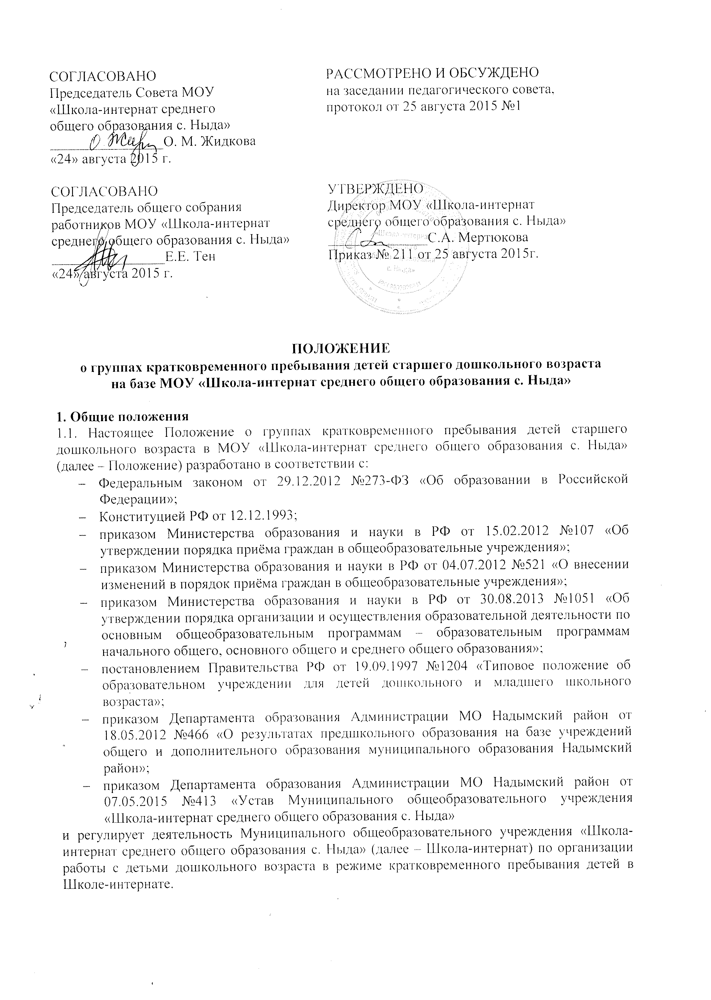 СОГЛАСОВАНО
Председатель Совета МОУ
«Школа-интернат среднего
общего образования с. Ныда»
О. М. Жидкова
«24» августа 2015 г.
РАССМОТРЕНО И ОБСУЖДЕНО
на заседании педагогического совета,
протокол от 25 августа 2015 №1
СОГЛАСОВАНО
Председатель общего собрания
работников МОУ «Школа-интернат
среднего общего образования с. Ныда»
Е.Е. Тен
«24» августа 2015 г.
УТВЕРЖДЕНО
Директор МОУ «Школа-интернат
среднего общего образования с. Ныда»
С.А. Мертюкова
Приказ № 211 от 25 августа 2015г.
с. Ныда»
ПОЛОЖЕНИЕ
о группах кратковременного пребывания детей старшего дошкольного возраста
на базе МОУ «Школа-интернат среднего общего образования с. Ныда»
1. Общие положения
1.1. Настоящее Положение о группах кратковременного пребывания детей старшего
дошкольного возраста в МОУ «Школа-интернат среднего общего образования с. Ныда»
(далее – Положение) разработано в соответствии с:
– Федеральным законом от 29.12.2012 №273-ФЗ «Об образовании в Российской
Федерации»;
– Конституцией РФ от 12.12.1993;
– приказом Министерства образования и науки в РФ от 15.02.2012 №107 «Об
утверждении порядка приёма граждан в общеобразовательные учреждения»;
– приказом Министерства образования и науки в РФ от 04.07.2012 №521 «О внесении
изменений в порядок приёма граждан в общеобразовательные учреждения»;
– приказом Министерства образования и науки в РФ от 30.08.2013 №1051 «Об
утверждении порядка организации и осуществления образовательной деятельности по
основным общеобразовательным программам – образовательным программам
начального общего, основного общего и среднего общего образования»;
– постановлением Правительства РФ от 19.09.1997 №1204 «Типовое положение об
образовательном учреждении для детей дошкольного и младшего школьного
возраста»;
– приказом Департамента образования Администрации МО Надымский район от
18.05.2012 №466 «О результатах предшкольного образования на базе учреждений
общего и дополнительного образования муниципального образования Надымский
район»;
– приказом Департамента образования Администрации МО Надымский район от
07.05.2015 №413 «Устав Муниципального общеобразовательного учреждения
«Школа-интернат среднего общего образования с. Ныда»
и регулирует деятельность Муниципального общеобразовательного учреждения «Школа-
интернат среднего общего образования с. Ныда» (далее – Школа-интернат) по организации
работы с детьми дошкольного возраста в режиме кратковременного пребывания детей в
Школе-интернате.